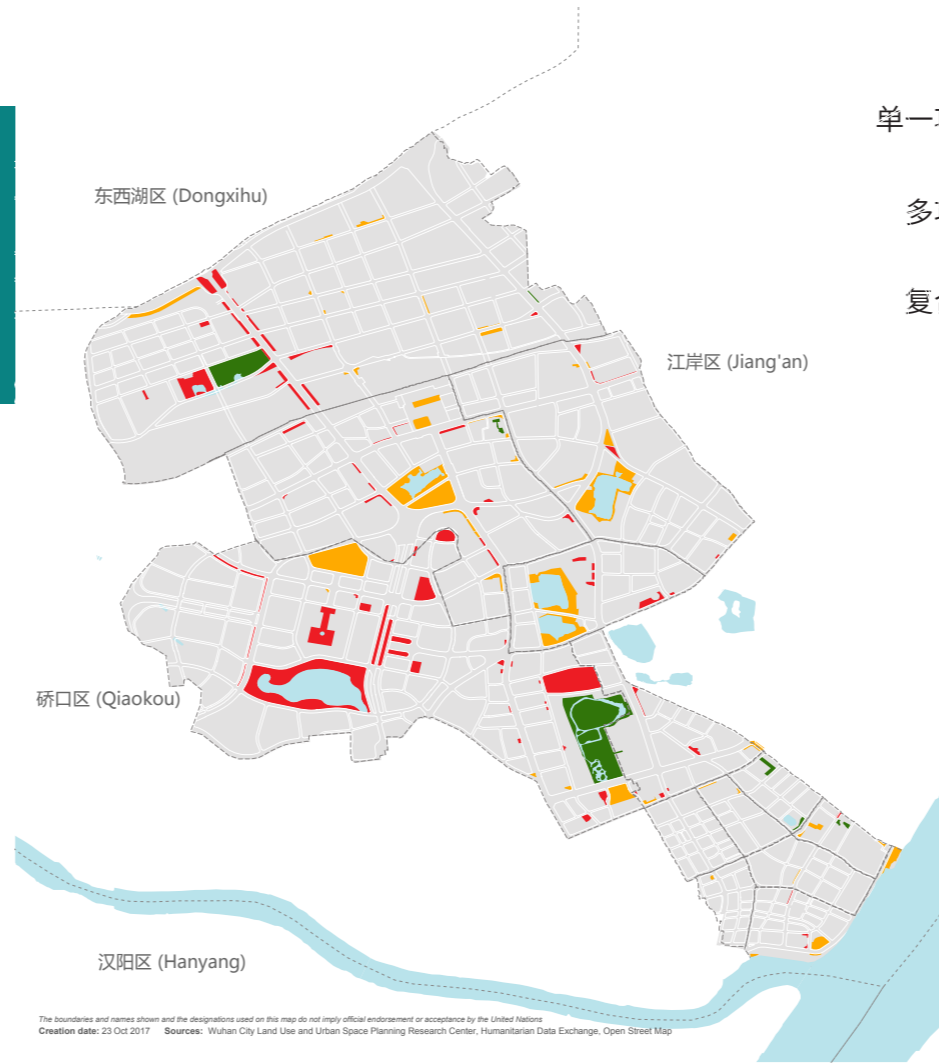 单一
多
复
东西湖区 (Dongxihu)
江岸区 (Jiang'an)
硚口区 (Qiaokou)
汉阳区 (Hanyang)
The boundaries and names shown and the designations used on this map do not imply official endorsement or acceptance by the United Nations
Creation date: 23 Oct 2017 Sources: Wuhan City Land Use and Urban Space Planning Research Center, Humanitarian Data Exchange, Open Street Map